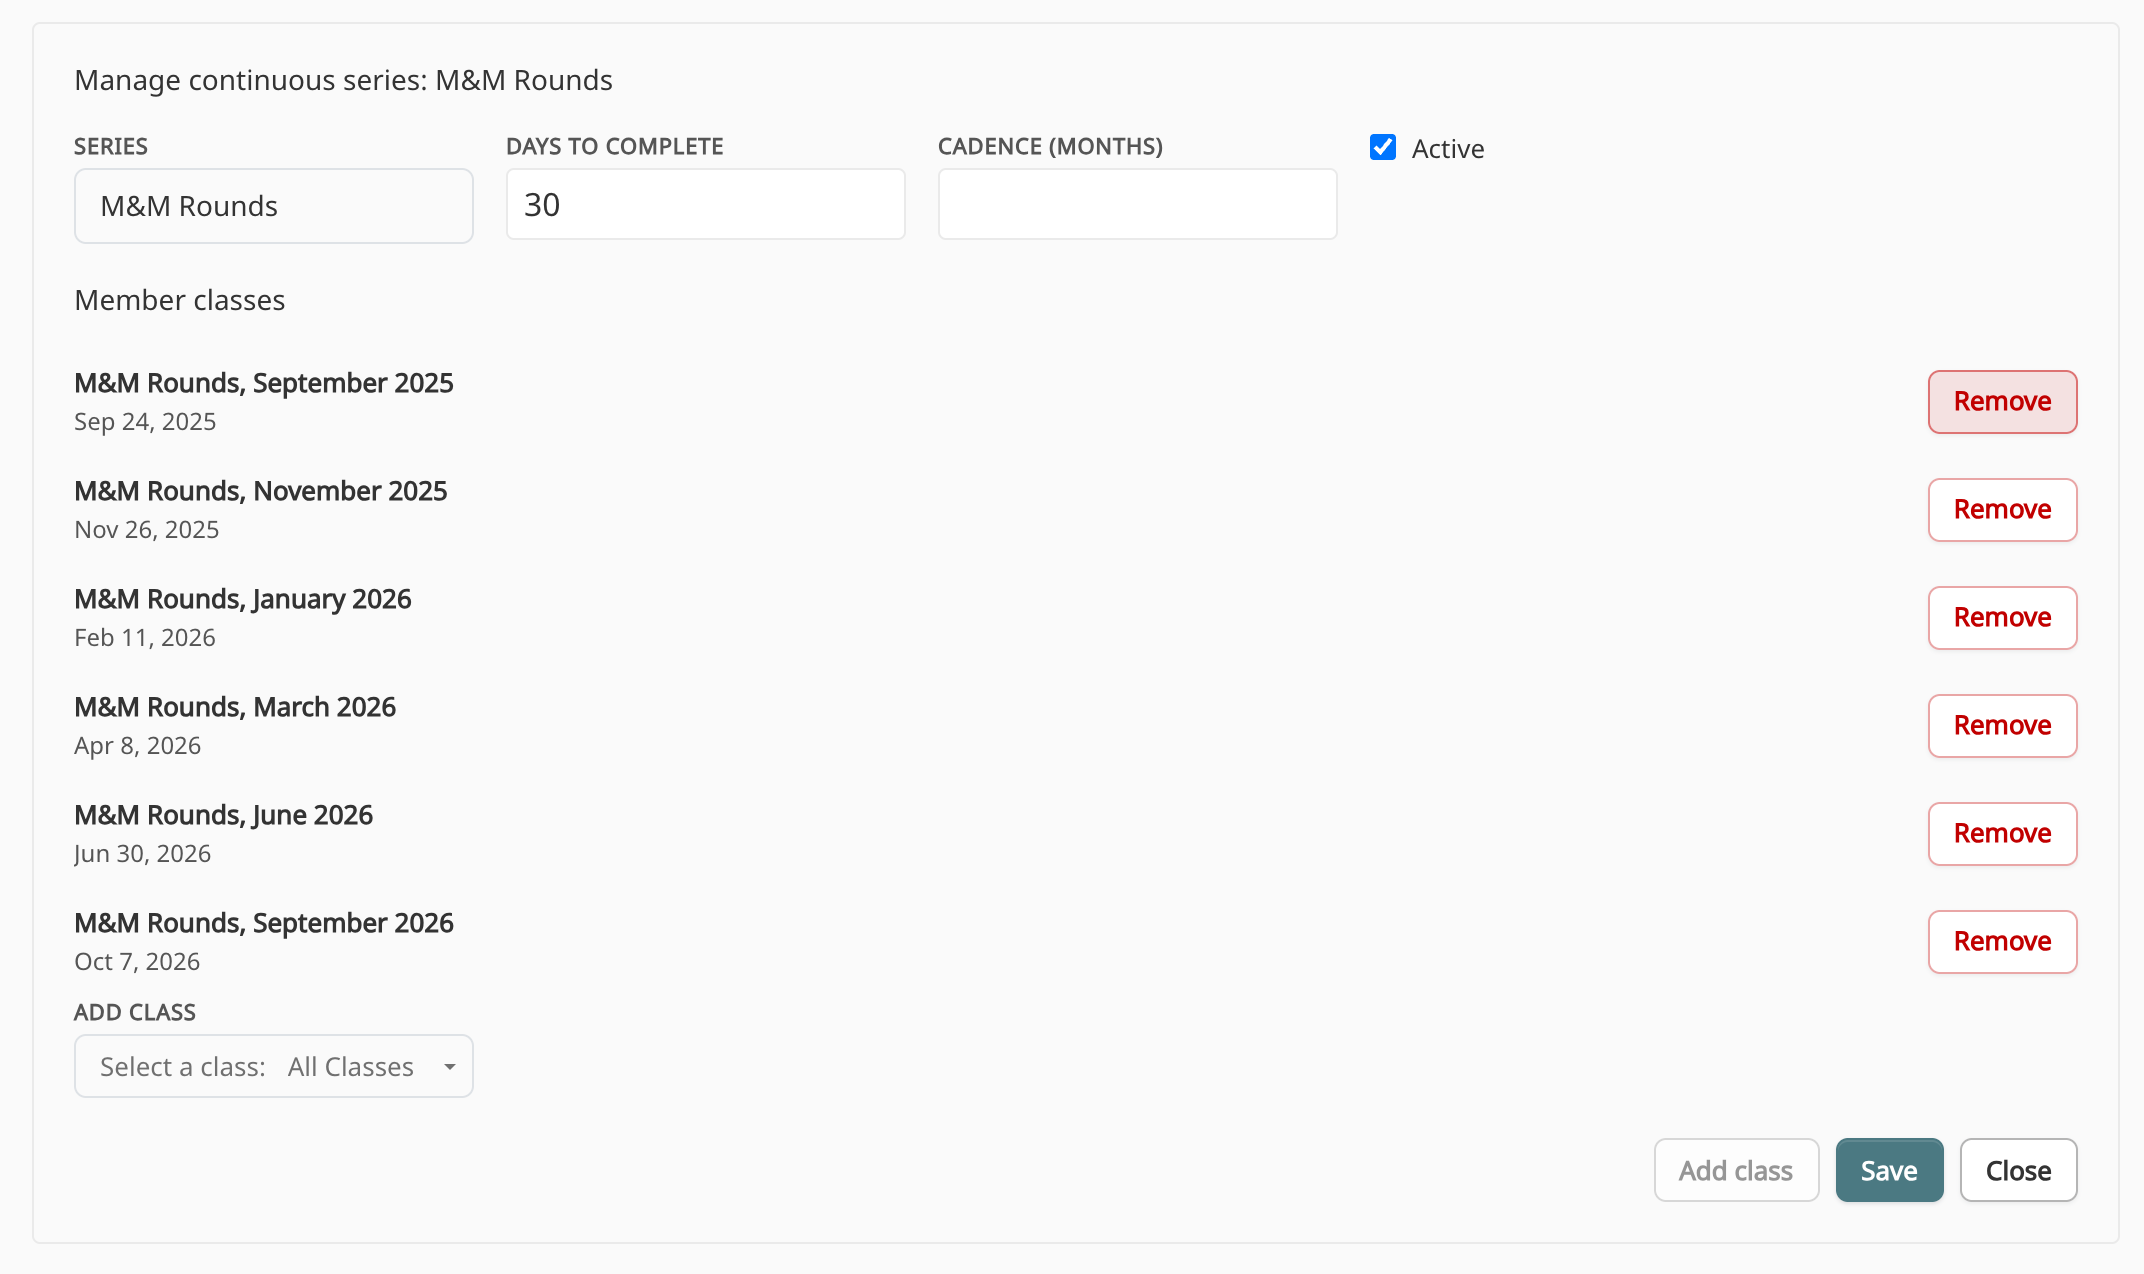 Manage continuous series: M&M Rounds
SERIES
DAYS TO COMPLETE
CADENCE (MONTHS)
Active
M&M Rounds
30
Member classes
M&M Rounds, September 2025
Sep 24, 2025
Remove
M&M Rounds, November 2025
Nov 26, 2025
Remove
M&M Rounds, January 2026
Feb 11, 2026
Remove
M&M Rounds, March 2026
Apr 8, 2026
Remove
M&M Rounds, June 2026
Jun 30, 2026
Remove
M&M Rounds, September 2026
Oct 7, 2026
Remove
ADD CLASS
Select a class: All Classes
Add class
Save
Close